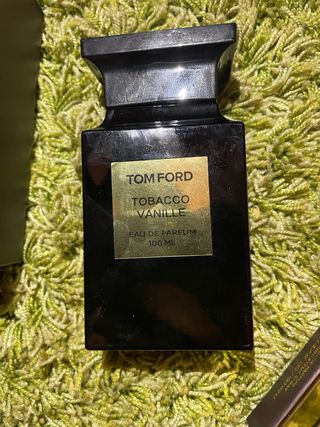 TOM FORD
TOBACCO
VANILLE
EAU DE PARFUM
100 ML